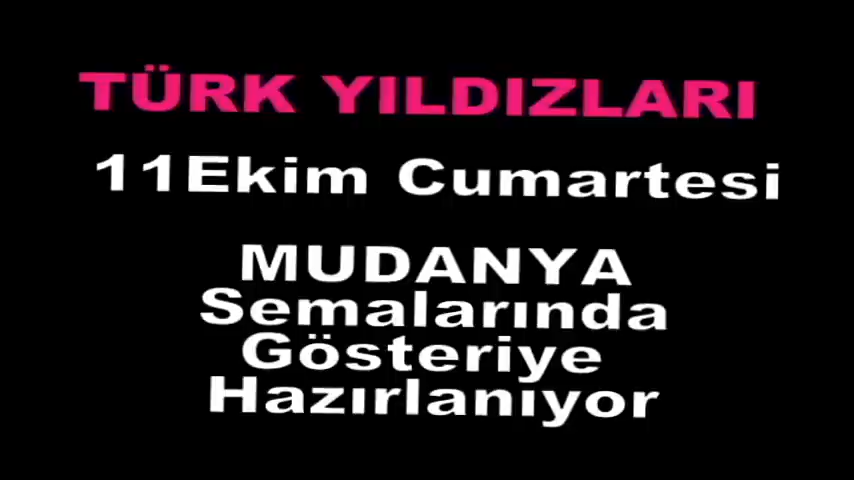 TÜRK YILDIZLARI
11Ekim Cumartesi
MUDANYA
Semalarında
Gösteriye
Hazırlanıyor